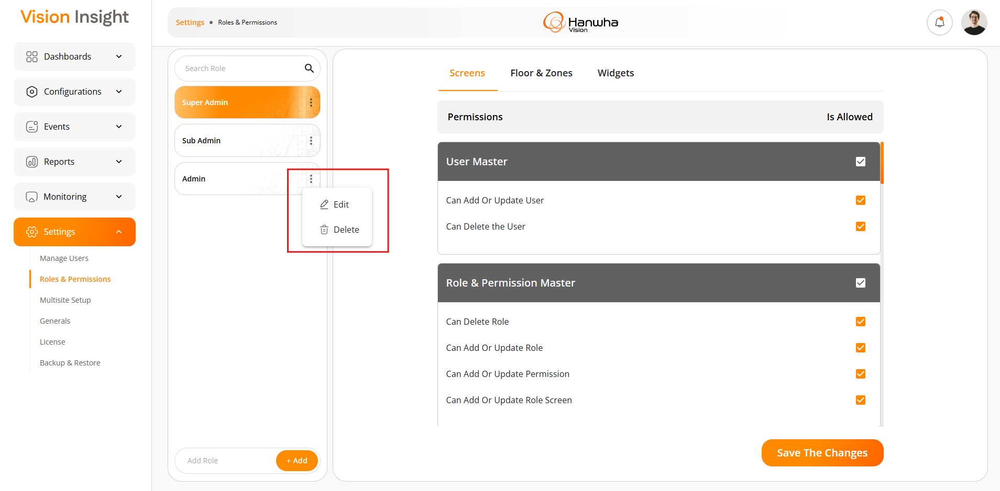 Vision Insight
Dashboards
Configurations
Events
Reports
Monitoring
Settings
Manage Users
Roles & Permissions
Multisite Setup
Generals
License
Backup & Restore
Settings • Roles & Permissions
Hanwha
Vision
Search Role
Super Admin
Sub Admin
Admin
Edit
Delete
Add Role
+ Add
Screens Floor & Zones Widgets
Permissions Is Allowed
User Master
Can Add Or Update User
Can Delete the User
Role & Permission Master
Can Delete Role
Can Add Or Update Role
Can Add Or Update Permission
Can Add Or Update Role Screen
Save The Changes